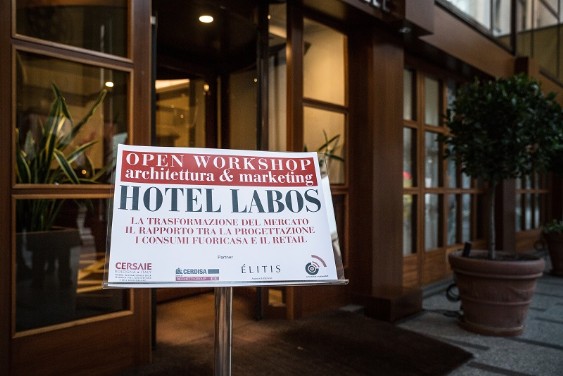 OPEN WORKSHOP
architettura & marketing
HOTEL LABOS
LA TRASFORMAZIONE DEL MERCATO
IL RAPPORTO TRA LA PROGETTAZIONE
I CONSUMI FUORICASA E IL RETAIL
Partner
CERSAIE
ÉLITIS